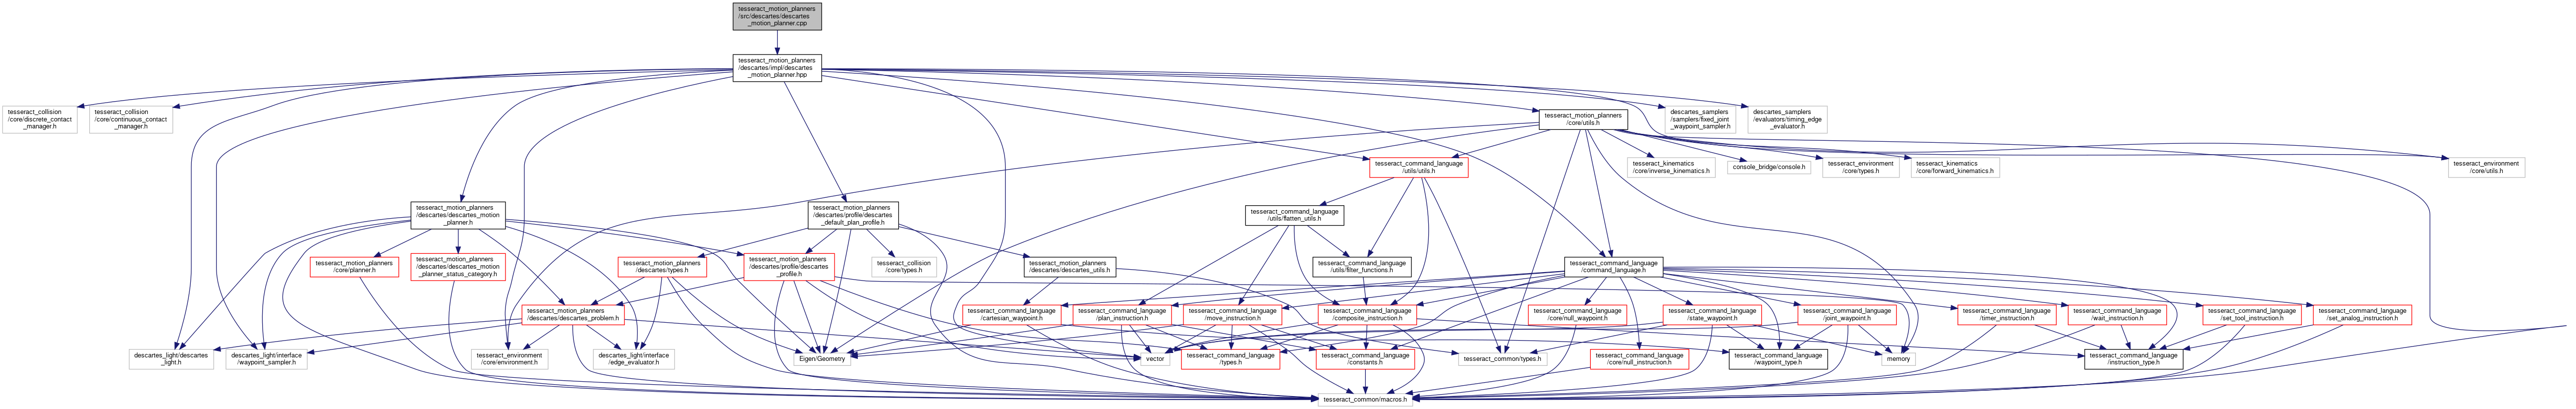 tesseract_motion_planners
/src/descartes/descartes
_motion_planner.cpp
tesseract_motion_planners
/descartes/impl/descartes
_motion_planner.hpp
tesseract_collision
/core/discrete_contact
_manager.h
tesseract_collision
/core/continuous_contact
_manager.h
tesseract_motion_planners
/core/utils.h
descartes_samplers
/samplers/fixed_joint
_waypoint_sampler.h
descartes_samplers
/evaluators/timing_edge
_evaluator.h
tesseract_command_language
/utils/utils.h
tesseract_kinematics
/core/inverse_kinematics.h
console_bridge/console.h
tesseract_environment
/core/types.h
tesseract_kinematics
/core/forward_kinematics.h
tesseract_environment
/core/utils.h
tesseract_motion_planners
/descartes/descartes_motion
_planner.h
tesseract_motion_planners
/descartes/profile/descartes
_default_plan_profile.h
tesseract_command_language
/utils/flatten_utils.h
tesseract_motion_planners
/core/planner.h
tesseract_motion_planners
/descartes/descartes_motion
_planner_status_category.h
tesseract_motion_planners
/descartes/types.h
tesseract_motion_planners
/descartes/profile/descartes
_profile.h
tesseract_collision
/core/types.h
tesseract_motion_planners
/descartes/descartes_utils.h
tesseract_command_language
/utils/filter_functions.h
tesseract_command_language
/command_language.h
tesseract_motion_planners
/descartes/descartes_problem.h
tesseract_command_language
/cartesian_waypoint.h
tesseract_command_language
/plan_instruction.h
tesseract_command_language
/move_instruction.h
tesseract_command_language
/composite_instruction.h
tesseract_command_language
/core/null_waypoint.h
tesseract_command_language
/state_waypoint.h
tesseract_command_language
/joint_waypoint.h
tesseract_command_language
/timer_instruction.h
tesseract_command_language
/wait_instruction.h
tesseract_command_language
/set_tool_instruction.h
tesseract_command_language
/set_analog_instruction.h
descartes_light/descartes
_light.h
descartes_light/interface
/waypoint_sampler.h
tesseract_environment
/core/environment.h
descartes_light/interface
/edge_evaluator.h
Eigen/Geometry
vector
tesseract_command_language
/types.h
tesseract_command_language
/constants.h
tesseract_common/types.h
tesseract_command_language
/core/null_instruction.h
tesseract_command_language
/waypoint_type.h
memory
tesseract_command_language
/instruction_type.h
tesseract_common/macros.h